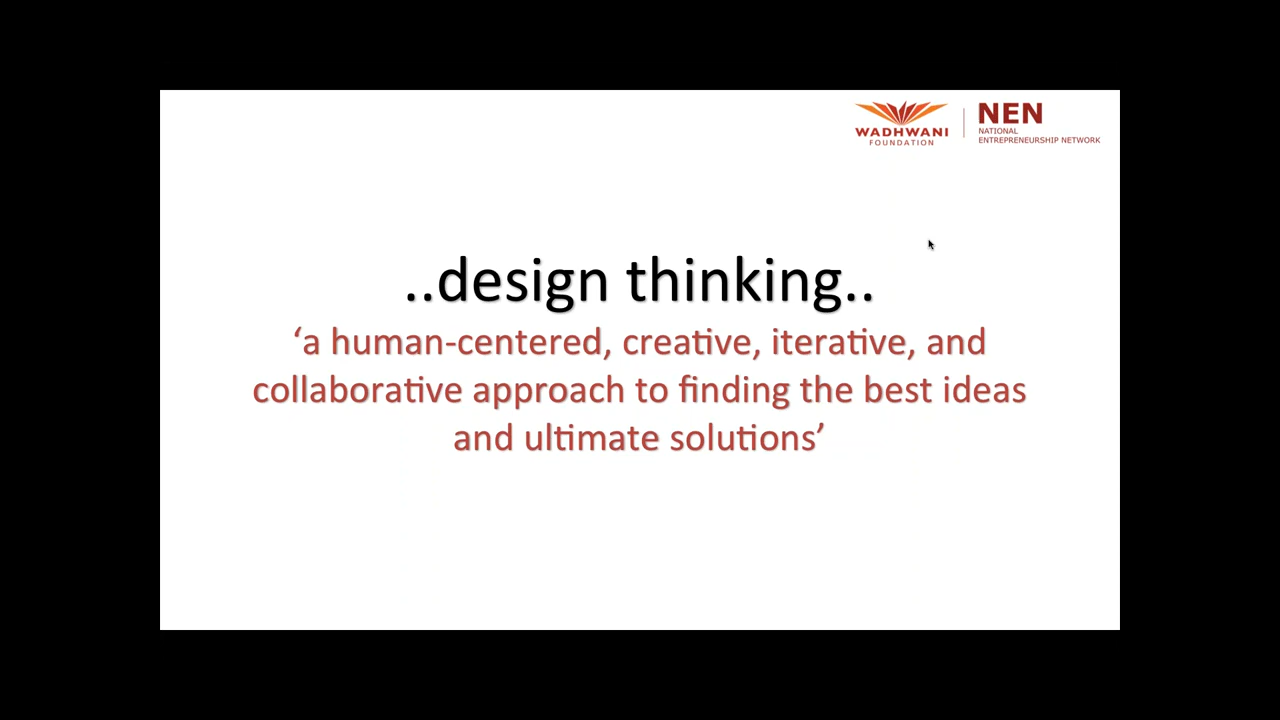 WADHWANI
FOUNDATION
NEN
NATIONAL
ENTREPRENEURSHIP NETWORK
..design thinking..
‘a human-centered, creative, iterative, and
collaborative approach to finding the best ideas
and ultimate solutions’